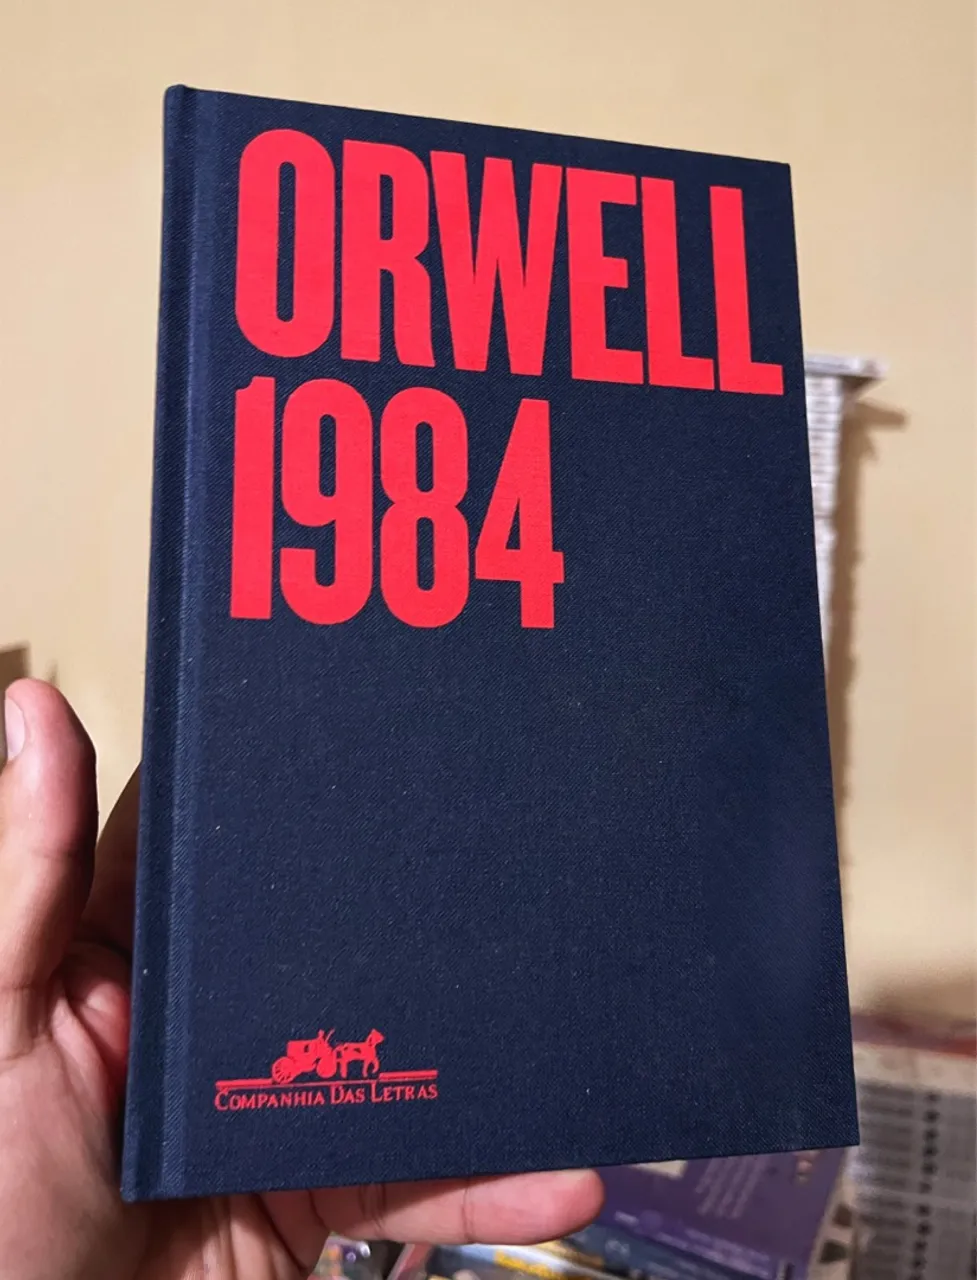 ORWELL
1984
COMPANHIA DAS LETRAS